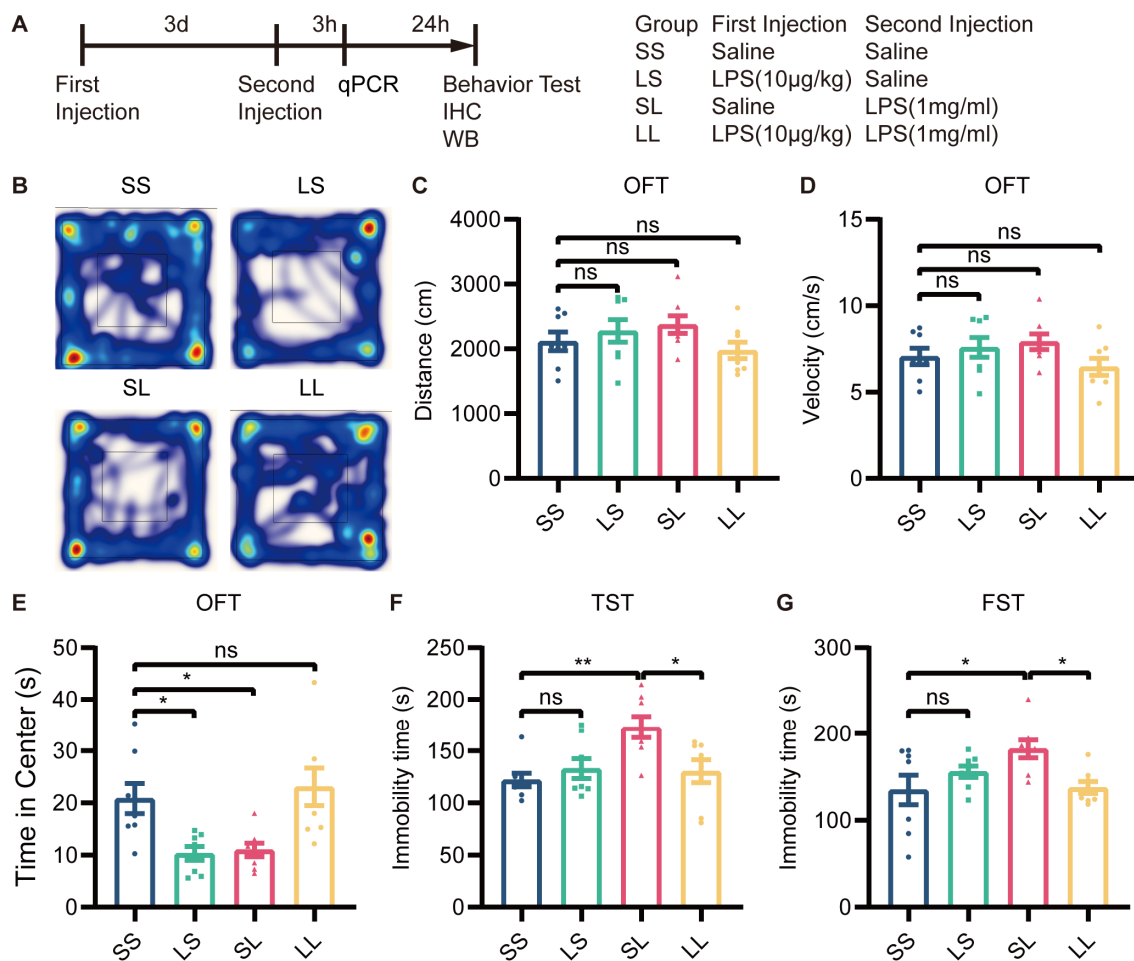 A
3d
3h
24h
First
Injection
Second
Injection
qPCR
Behavior Test
IHC
WB
Group First Injection Second Injection
SS Saline Saline
LS LPS(10μg/kg) Saline
SL Saline LPS(1mg/ml)
LL LPS(10μg/kg) LPS(1mg/ml)
B
SS
LS
SL
LL
C
OFT
Distance (cm)
4000
3000
2000
1000
0
ns
ns
ns
SS
LS
SL
LL
D
OFT
Velocity (cm/s)
15
10
5
0
ns
ns
ns
SS
LS
SL
LL
E
OFT
Time in Center (s)
50
40
30
20
10
0
ns
*
*
SS
LS
SL
LL
F
TST
Immobility time (s)
250
200
150
100
50
0
**
*
ns
SS
LS
SL
LL
G
FST
Immobility time (s)
300
200
100
0
*
*
ns
SS
LS
SL
LL